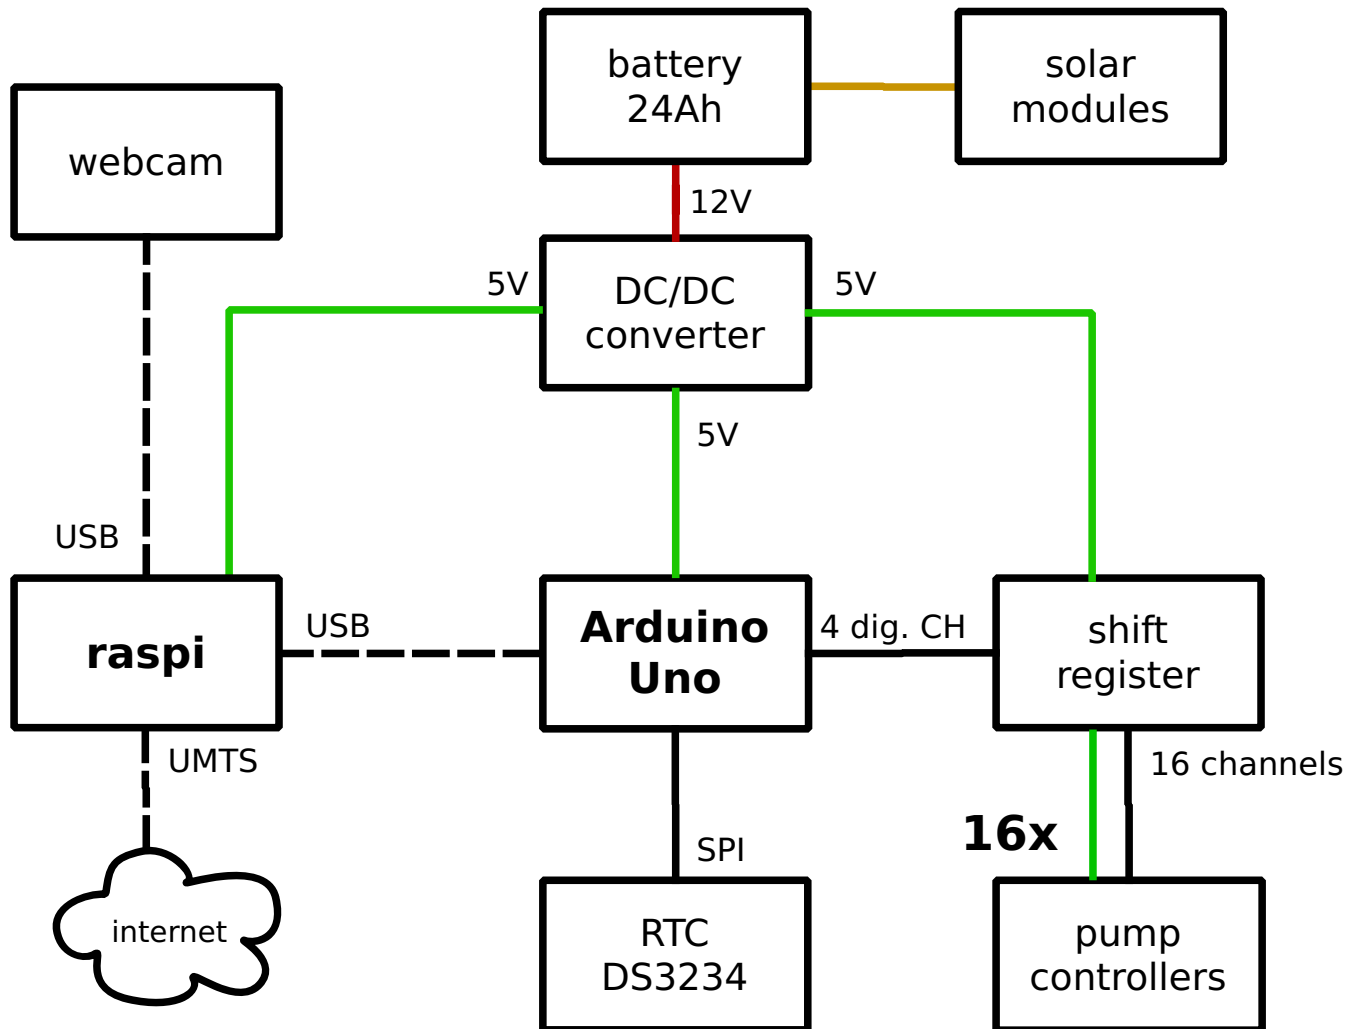 battery
24Ah
solar
modules
webcam
12V
5V
DC/DC
converter
5V
5V
USB
raspi
USB
Arduino
Uno
4 dig. CH
shift
register
UMTS
16 channels
16x
SPI
internet
RTC
DS3234
pump
controllers